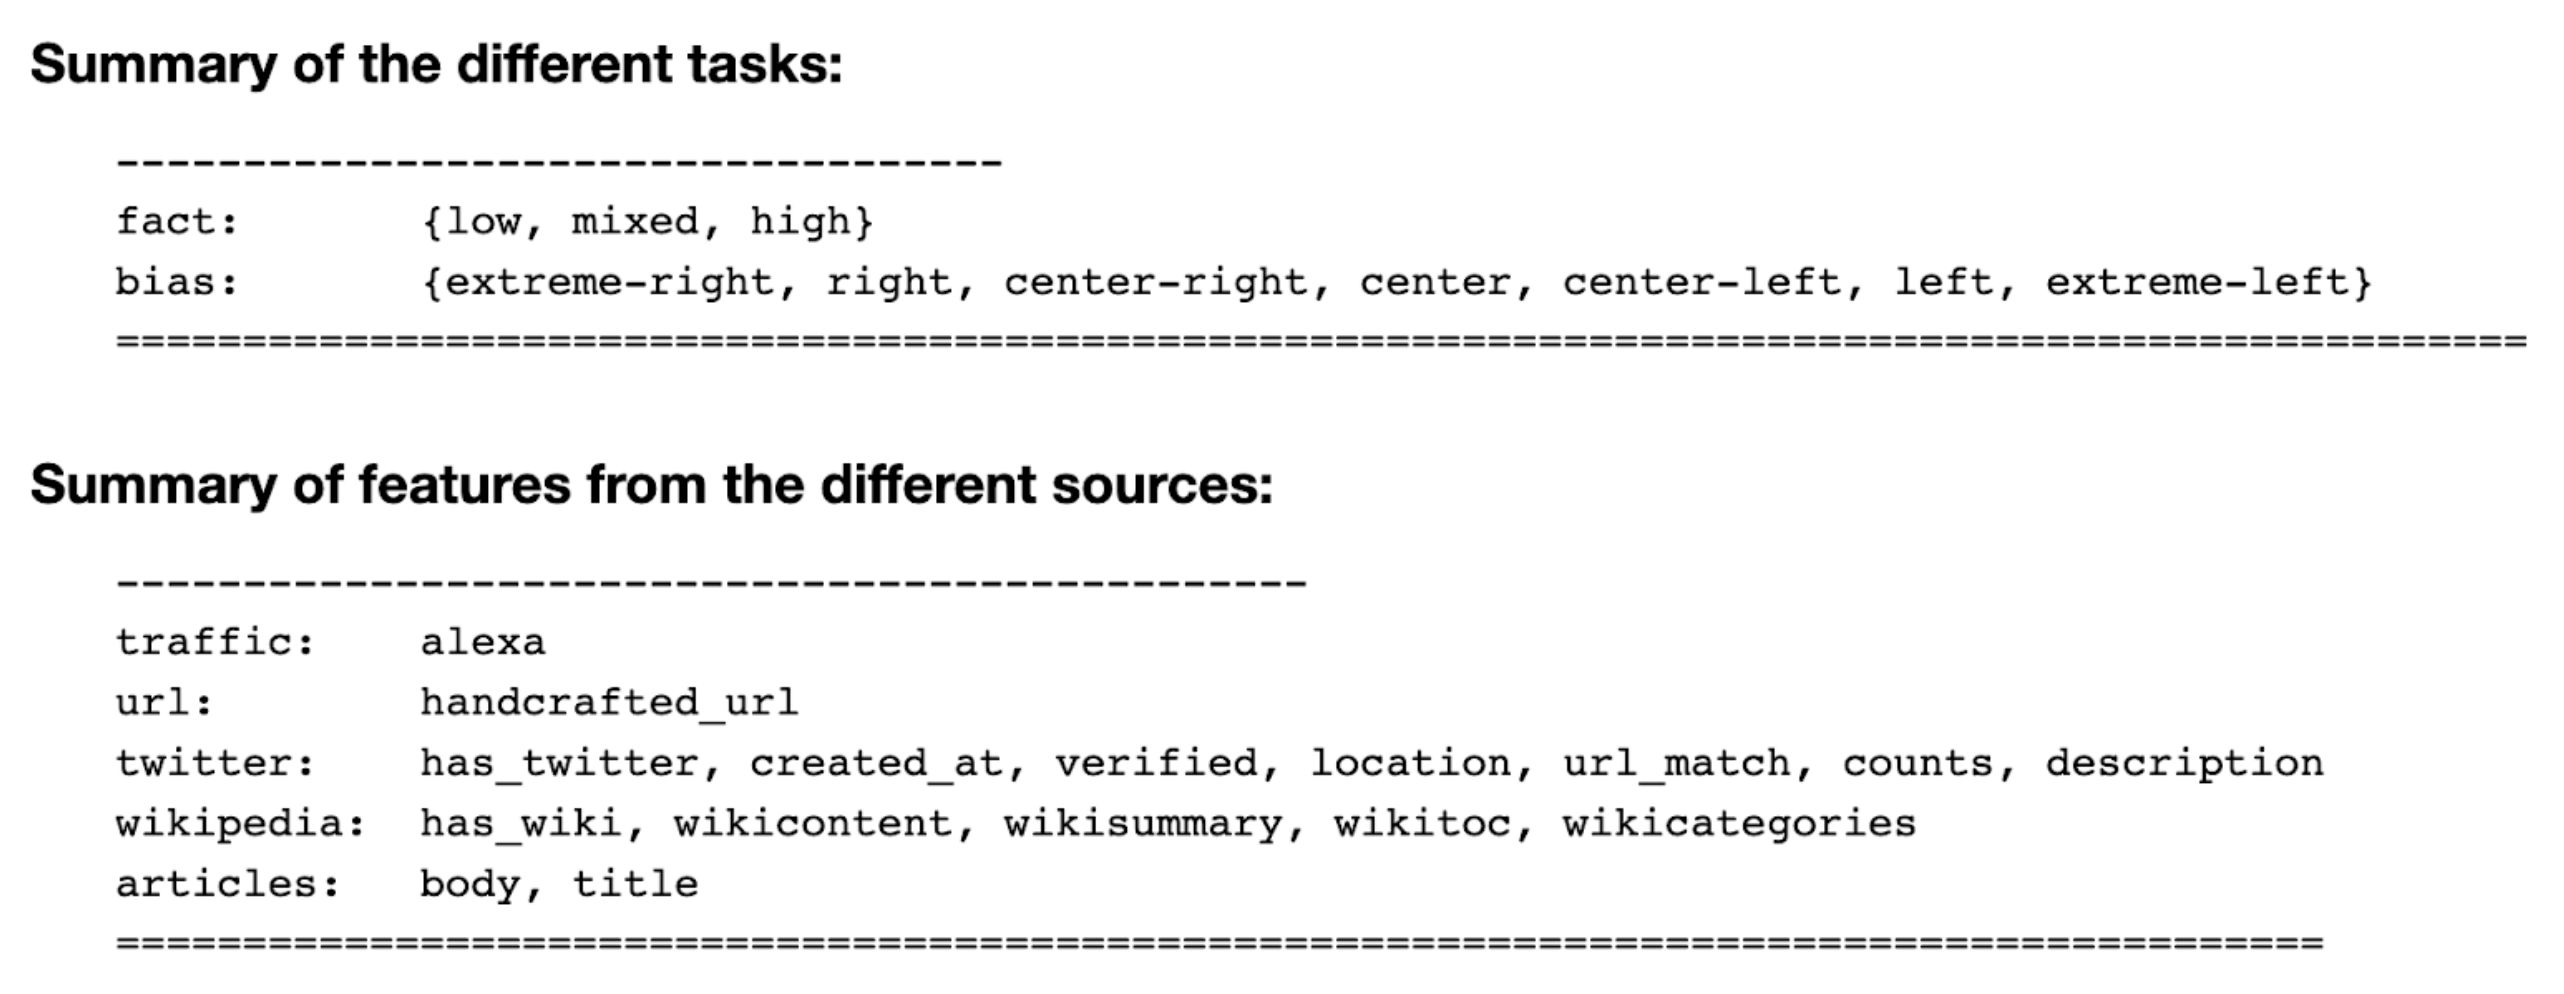 Summary of the different tasks:
-----------------------------------
fact:        {low, mixed, high}
bias:        {extreme-right, right, center-right, center, center-left, left, extreme-left}
===============================================================================================
Summary of features from the different sources:
-----------------------------------------------
traffic:    alexa
url:        handcrafted_url
twitter:    has_twitter, created_at, verified, location, url_match, counts, description
wikipedia:  has_wiki, wikicontent, wikisummary, wikitoc, wikicategories
articles:   body, title
=======================================================================================